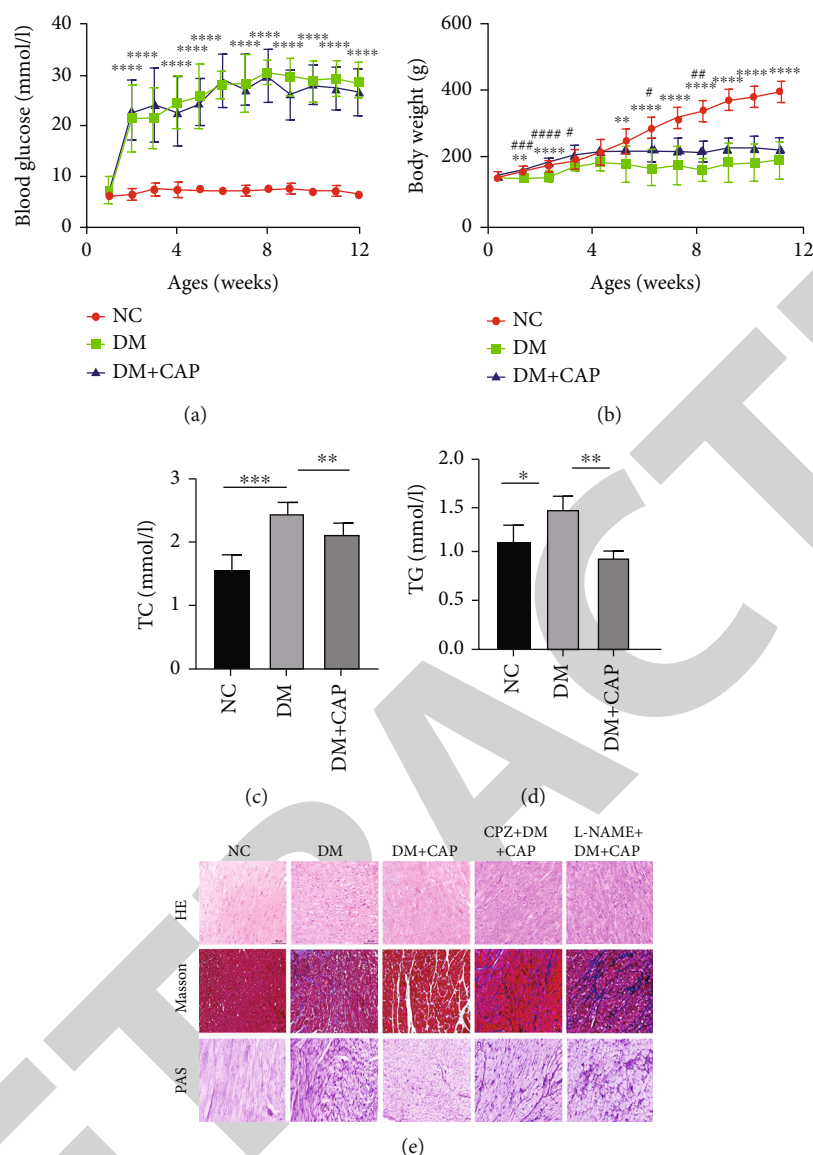 40
30
20
10
0
Blood glucose (mmol/l)
****
****
****
****
****
****
****
****
****
****
****
****
0
4
8
12
Ages (weeks)
NC
DM
DM+CAP
(a)
600
400
200
0
Body weight (g)
###
**
####
****
#
**
#
****
****
##
****
****
****
****
0
4
8
12
Ages (weeks)
NC
DM
DM+CAP
(b)
3
2
1
0
TC (mmol/l)
***
**
NC
DM
DM+CAP
(c)
2.0
1.5
1.0
0.5
0.0
TG (mmol/l)
*
**
NC
DM
DM+CAP
(d)
NC
DM
DM+CAP
CPZ+DM
+CAP
L-NAME+
DM+CAP
HE
Masson
PAS
(e)